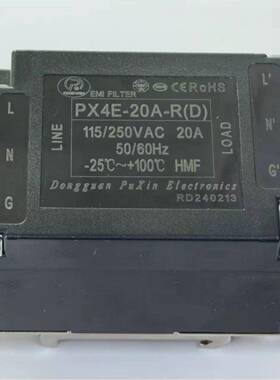 EMI FILTER CE RoHS
PX4E-20A-R(D)
115/250VAC 20A
50/60Hz
-25℃~+100℃ HMF
Dongguan PuXin Electronics
RD240213
LINE
LOAD
L
N
G
L'
N'
G'